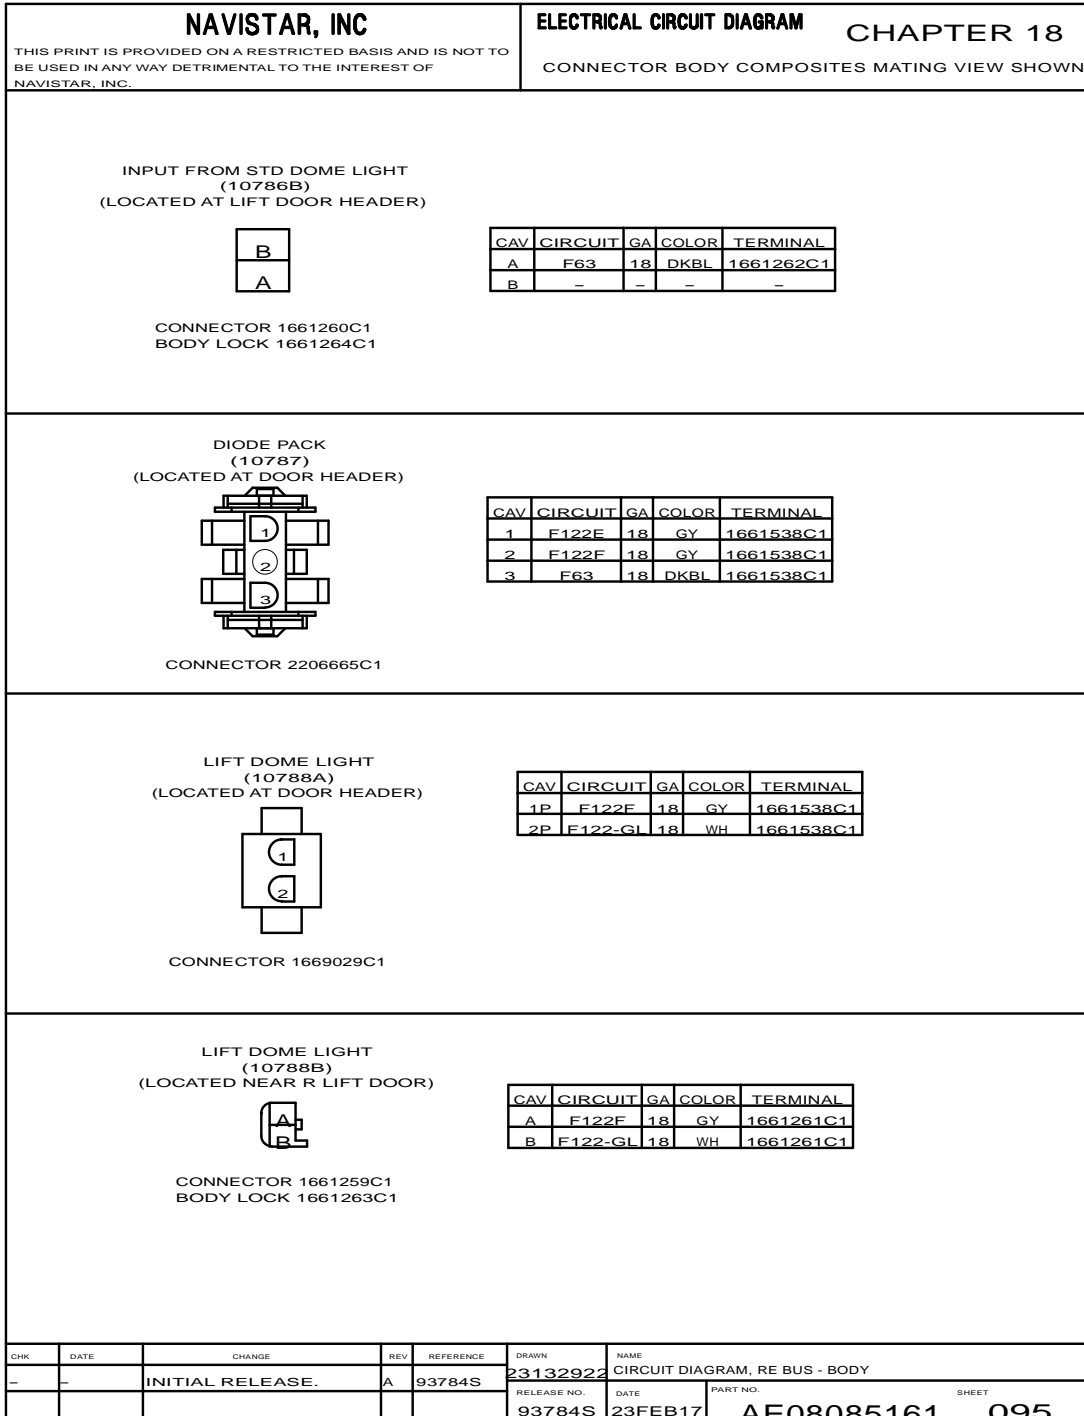 NAVISTAR, INC
THIS PRINT IS PROVIDED ON A RESTRICTED BASIS AND IS NOT TO
BE USED IN ANY WAY DETRIMENTAL TO THE INTEREST OF
NAVISTAR, INC.
ELECTRICAL CIRCUIT DIAGRAM
CHAPTER 18
CONNECTOR BODY COMPOSITES MATING VIEW SHOWN
INPUT FROM STD DOME LIGHT
(10786B)
(LOCATED AT LIFT DOOR HEADER)
B
A
CONNECTOR 1661260C1
BODY LOCK 1661264C1
CAV CIRCUIT GA COLOR TERMINAL
A F63 18 DKBL 1661262C1
B – – – –
DIODE PACK
(10787)
(LOCATED AT DOOR HEADER)
1
2
3
CONNECTOR 2206665C1
CAV CIRCUIT GA COLOR TERMINAL
1 F122E 18 GY 1661538C1
2 F122F 18 GY 1661538C1
3 F63 18 DKBL 1661538C1
LIFT DOME LIGHT
(10788A)
(LOCATED AT DOOR HEADER)
1
2
CONNECTOR 1669029C1
CAV CIRCUIT GA COLOR TERMINAL
1P F122F 18 GY 1661538C1
2P F122-GL 18 WH 1661538C1
LIFT DOME LIGHT
(10788B)
(LOCATED NEAR R LIFT DOOR)
A
B
CONNECTOR 1661259C1
BODY LOCK 1661263C1
CAV CIRCUIT GA COLOR TERMINAL
A F122F 18 GY 1661261C1
B F122-GL 18 WH 1661261C1
CHK DATE CHANGE REV REFERENCE
– – INITIAL RELEASE. A 93784S
DRAWN
23132922
NAME
CIRCUIT DIAGRAM, RE BUS - BODY
RELEASE NO.
93784S
DATE
23FEB17
PART NO.
AE08085161
SHEET
095